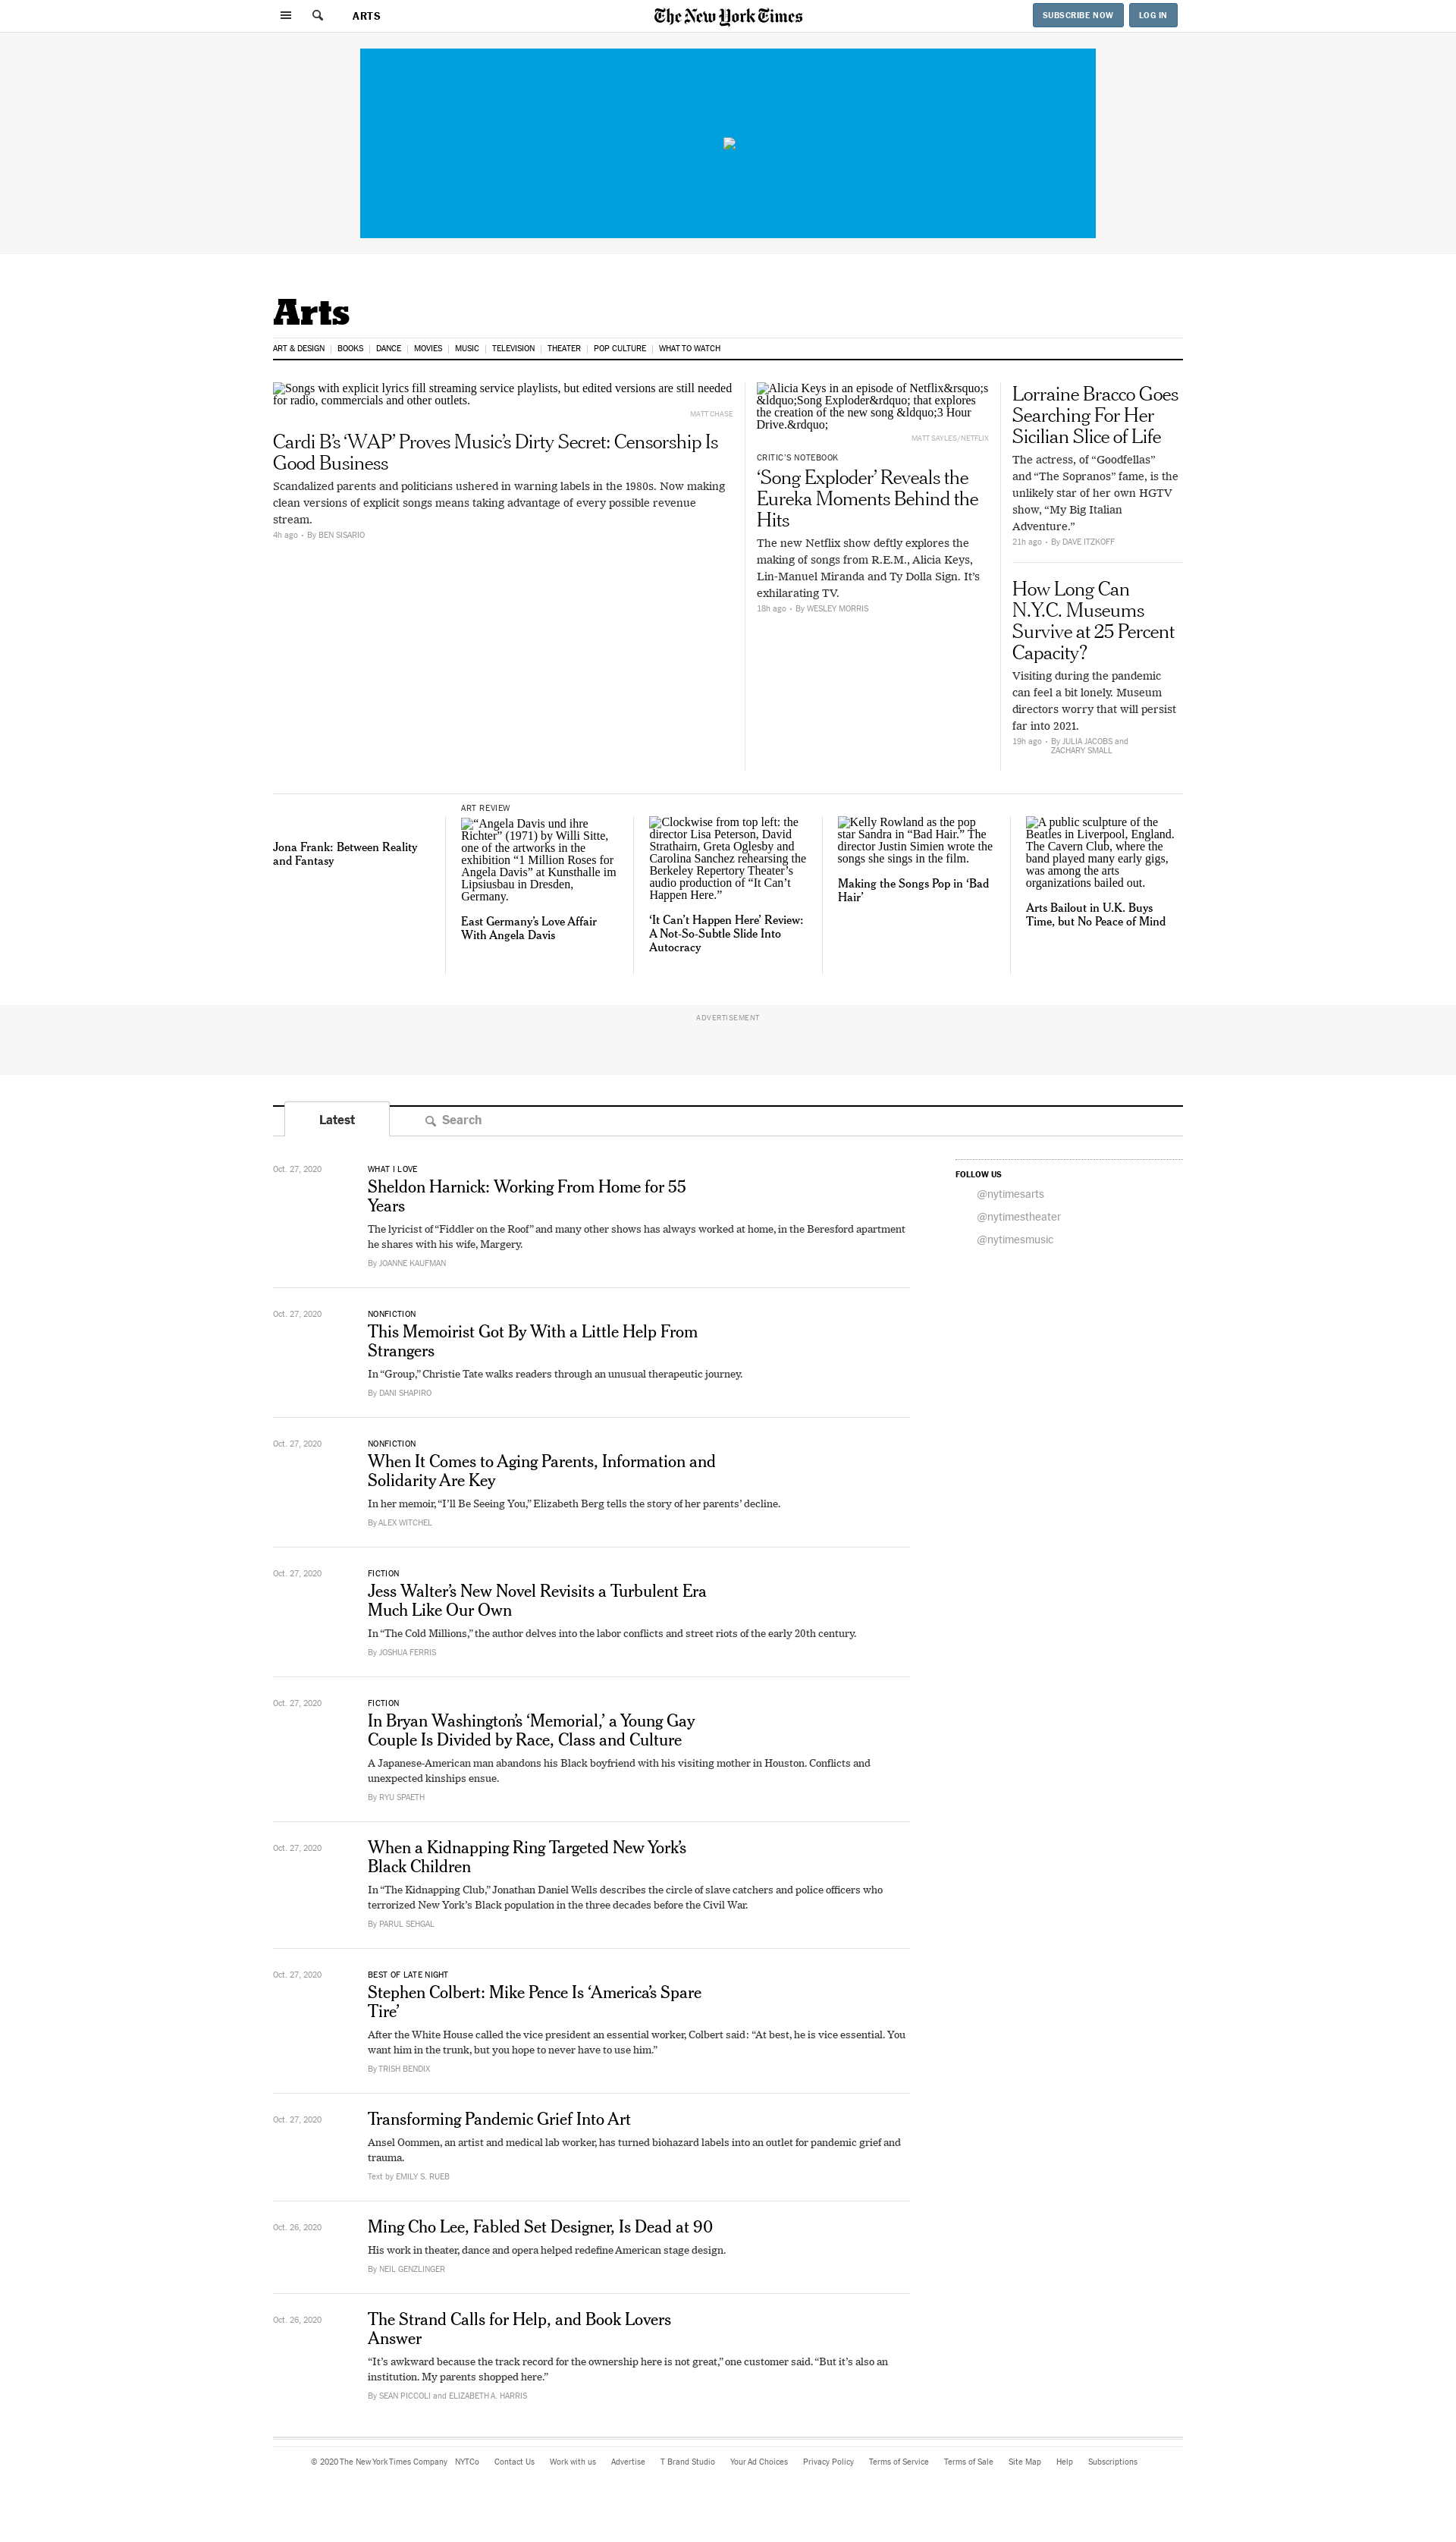 ARTS
The New York Times
SUBSCRIBE NOW
LOG IN
Arts
ART & DESIGN
BOOKS
DANCE
MOVIES
MUSIC
TELEVISION
THEATER
POP CULTURE
WHAT TO WATCH
Songs with explicit lyrics fill streaming service playlists, but edited versions are still needed
for radio, commercials and other outlets.
MATT CHASE
Cardi B’s ‘WAP’ Proves Music’s Dirty Secret: Censorship Is
Good Business
Scandalized parents and politicians ushered in warning labels in the 1980s. Now making
clean versions of explicit songs means taking advantage of every possible revenue
stream.
4h ago • By BEN SISARIO
Alicia Keys in an episode of Netflix&rsquo;s
&ldquo;Song Exploder&rdquo; that explores
the creation of the new song &ldquo;3 Hour
Drive.&rdquo;
MATT SAYLES/NETFLIX
CRITIC’S NOTEBOOK
‘Song Exploder’ Reveals the
Eureka Moments Behind the
Hits
The new Netflix show deftly explores the
making of songs from R.E.M., Alicia Keys,
Lin-Manuel Miranda and Ty Dolla Sign. It’s
exhilarating TV.
18h ago • By WESLEY MORRIS
Lorraine Bracco Goes
Searching For Her
Sicilian Slice of Life
The actress, of “Goodfellas”
and “The Sopranos” fame, is the
unlikely star of her own HGTV
show, “My Big Italian
Adventure.”
21h ago • By DAVE ITZKOFF
How Long Can
N.Y.C. Museums
Survive at 25 Percent
Capacity?
Visiting during the pandemic
can feel a bit lonely. Museum
directors worry that will persist
far into 2021.
19h ago • By JULIA JACOBS and
ZACHARY SMALL
Jona Frank: Between Reality
and Fantasy
ART REVIEW
“Angela Davis und ihre
Richter” (1971) by Willi Sitte,
one of the artworks in the
exhibition “1 Million Roses for
Angela Davis” at Kunsthalle im
Lipsiusbau in Dresden,
Germany.
East Germany’s Love Affair
With Angela Davis
Clockwise from top left: the
director Lisa Peterson, David
Strathairn, Greta Oglesby and
Carolina Sanchez rehearsing the
Berkeley Repertory Theater’s
audio production of “It Can’t
Happen Here.”
‘It Can’t Happen Here’ Review:
A Not-So-Subtle Slide Into
Autocracy
Kelly Rowland as the pop
star Sandra in “Bad Hair.” The
director Justin Simien wrote the
songs she sings in the film.
Making the Songs Pop in ‘Bad
Hair’
A public sculpture of the
Beatles in Liverpool, England.
The Cavern Club, where the
band played many early gigs,
was among the arts
organizations bailed out.
Arts Bailout in U.K. Buys
Time, but No Peace of Mind
ADVERTISEMENT
Latest
Search
Oct. 27, 2020
WHAT I LOVE
Sheldon Harnick: Working From Home for 55
Years
The lyricist of “Fiddler on the Roof” and many other shows has always worked at home, in the Beresford apartment
he shares with his wife, Margery.
By JOANNE KAUFMAN
FOLLOW US
@nytimesarts
@nytimestheater
@nytimesmusic
Oct. 27, 2020
NONFICTION
This Memoirist Got By With a Little Help From
Strangers
In “Group,” Christie Tate walks readers through an unusual therapeutic journey.
By DANI SHAPIRO
Oct. 27, 2020
NONFICTION
When It Comes to Aging Parents, Information and
Solidarity Are Key
In her memoir, “I’ll Be Seeing You,” Elizabeth Berg tells the story of her parents’ decline.
By ALEX WITCHEL
Oct. 27, 2020
FICTION
Jess Walter’s New Novel Revisits a Turbulent Era
Much Like Our Own
In “The Cold Millions,” the author delves into the labor conflicts and street riots of the early 20th century.
By JOSHUA FERRIS
Oct. 27, 2020
FICTION
In Bryan Washington’s ‘Memorial,’ a Young Gay
Couple Is Divided by Race, Class and Culture
A Japanese-American man abandons his Black boyfriend with his visiting mother in Houston. Conflicts and
unexpected kinships ensue.
By RYU SPAETH
Oct. 27, 2020
When a Kidnapping Ring Targeted New York’s
Black Children
In “The Kidnapping Club,” Jonathan Daniel Wells describes the circle of slave catchers and police officers who
terrorized New York’s Black population in the three decades before the Civil War.
By PARUL SEHGAL
Oct. 27, 2020
BEST OF LATE NIGHT
Stephen Colbert: Mike Pence Is ‘America’s Spare
Tire’
After the White House called the vice president an essential worker, Colbert said: “At best, he is vice essential. You
want him in the trunk, but you hope to never have to use him.”
By TRISH BENDIX
Oct. 27, 2020
Transforming Pandemic Grief Into Art
Ansel Oommen, an artist and medical lab worker, has turned biohazard labels into an outlet for pandemic grief and
trauma.
Text by EMILY S. RUEB
Oct. 26, 2020
Ming Cho Lee, Fabled Set Designer, Is Dead at 90
His work in theater, dance and opera helped redefine American stage design.
By NEIL GENZLINGER
Oct. 26, 2020
The Strand Calls for Help, and Book Lovers
Answer
“It’s awkward because the track record for the ownership here is not great,” one customer said. “But it’s also an
institution. My parents shopped here.”
By SEAN PICCOLI and ELIZABETH A. HARRIS
© 2020 The New York Times Company NYTCo Contact Us Work with us Advertise T Brand Studio Your Ad Choices Privacy Policy Terms of Service Terms of Sale Site Map Help Subscriptions